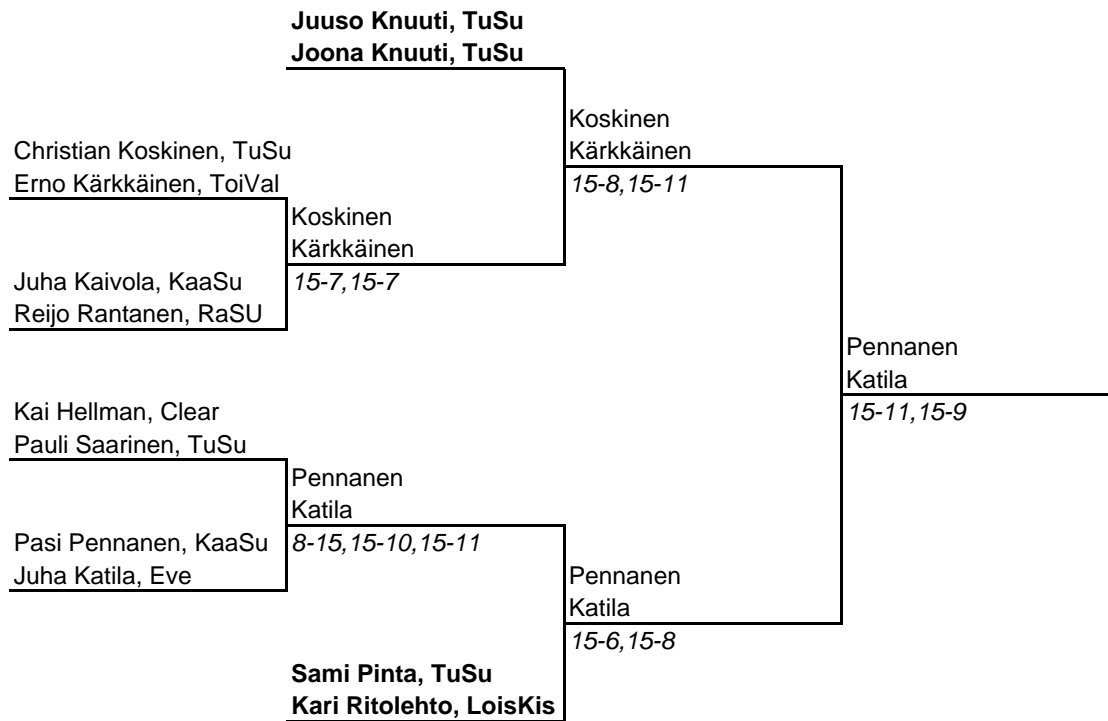 Juuso Knuuti, TuSu
Joona Knuuti, TuSu
Koskinen
Christian Koskinen, TuSu
Kärkkäinen
Erno Kärkkäinen, ToiVal
15-8,15-11
Koskinen
Kärkkäinen
Juha Kaivola, KaaSu
15-7,15-7
Reijo Rantanen, RaSU
Pennanen
Katila
Kai Hellman, Clear
15-11,15-9
Pauli Saarinen, TuSu
Pennanen
Katila
Pasi Pennanen, KaaSu
8-15,15-10,15-11
Juha Katila, Eve
Pennanen
Katila
15-6,15-8
Sami Pinta, TuSu
Kari Ritolehto, LoisKis